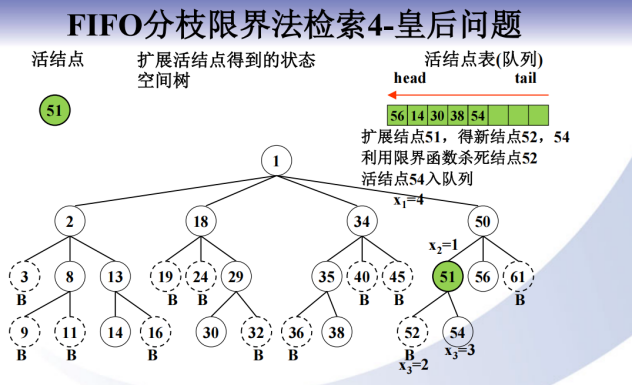 FIFO分枝限界法检索4-皇后问题
活结点
扩展活结点得到的状态
空间树
活结点表(队列)
head tail
51
56 14 30 38 54
扩展结点51，得新结点52，54
利用限界函数杀死结点52
活结点54入队列
1
x1=4
2 18 34 50
x2=1
3 8 13 19 24 29 35 40 45 51 56 61
B B B B B B
9 11 14 16 30 32 36 38 52 54
B B B B B B x3=3
x3=2